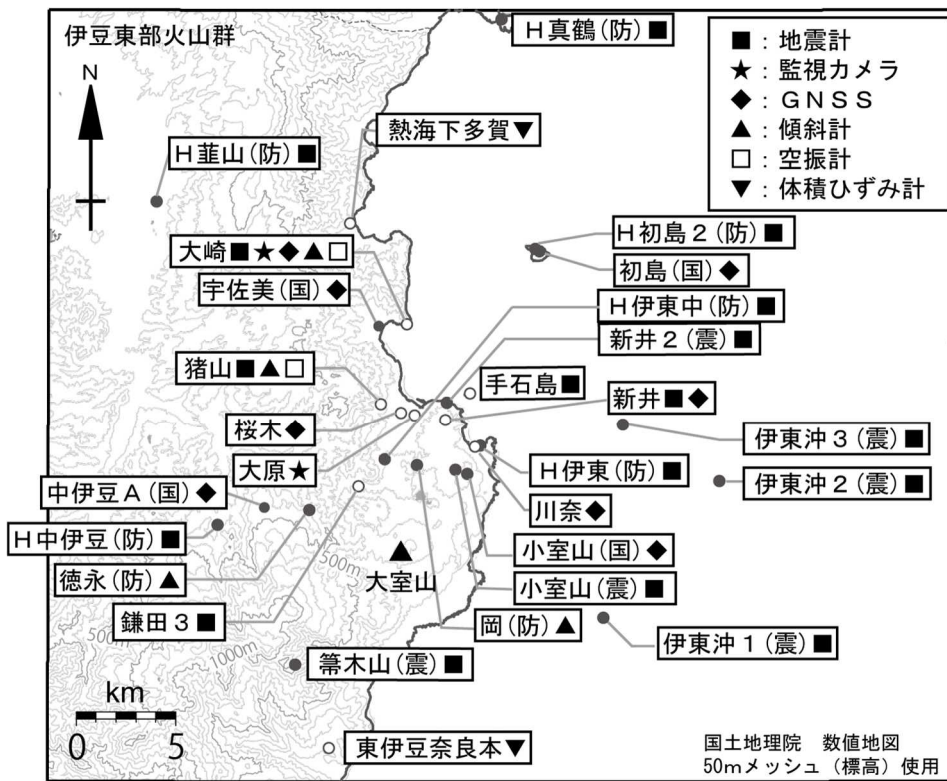 伊豆東部火山群
N
H真鶴(防)■
■：地震計
★：監視カメラ
◆：GNSS
▲：傾斜計
□：空振計
▼：体積ひずみ計
熱海下多賀▼
H韮山(防)■
大崎■★◆▲□
宇佐美(国)◆
H初島2(防)■
初島(国)◆
H伊東中(防)■
新井2(震)■
猪山■▲□
手石島■
新井■◆
桜木◆
大原★
伊東沖3(震)■
H伊東(防)■
伊東沖2(震)■
中伊豆A(国)◆
川奈◆
H中伊豆(防)■
小室山(国)◆
徳永(防)▲
500m
大室山
小室山(震)■
鎌田3■
岡(防)▲
伊東沖1(震)■
500m
1000m
箒木山(震)■
km
0 5
東伊豆奈良本▼
国土地理院 数値地図
50mメッシュ（標高）使用